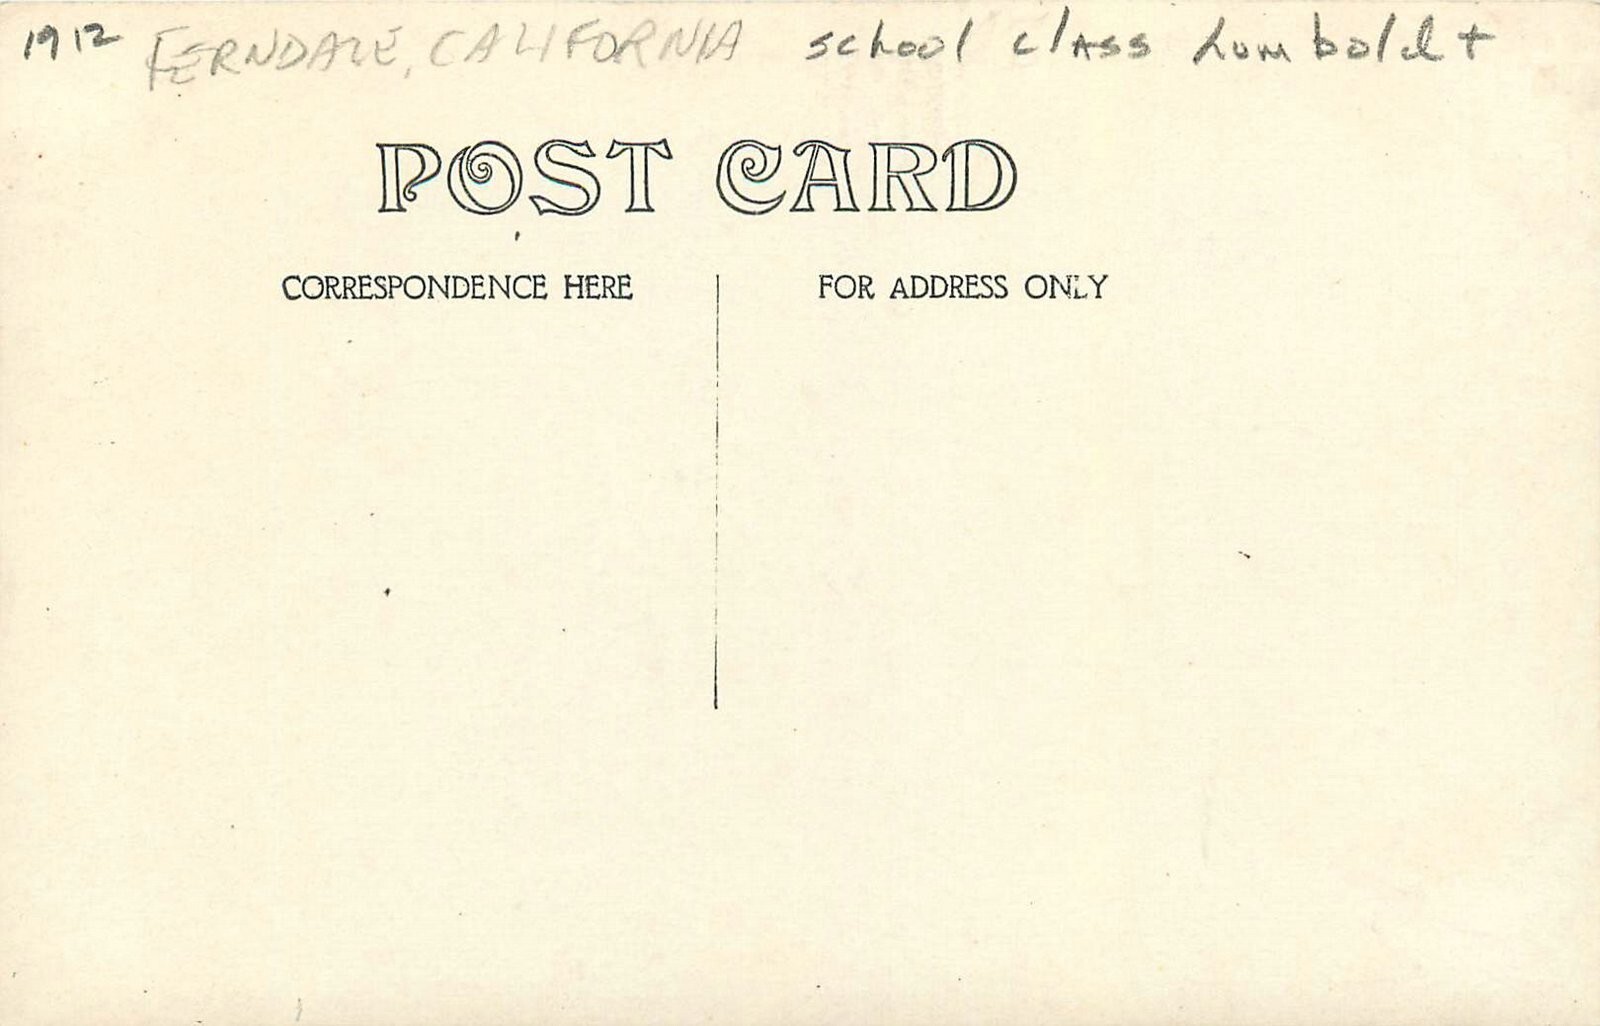 1912 FERNDALE, CALIFORNIA school clAss humboldt
POST CARD
CORRESPONDENCE HERE
FOR ADDRESS ONLY